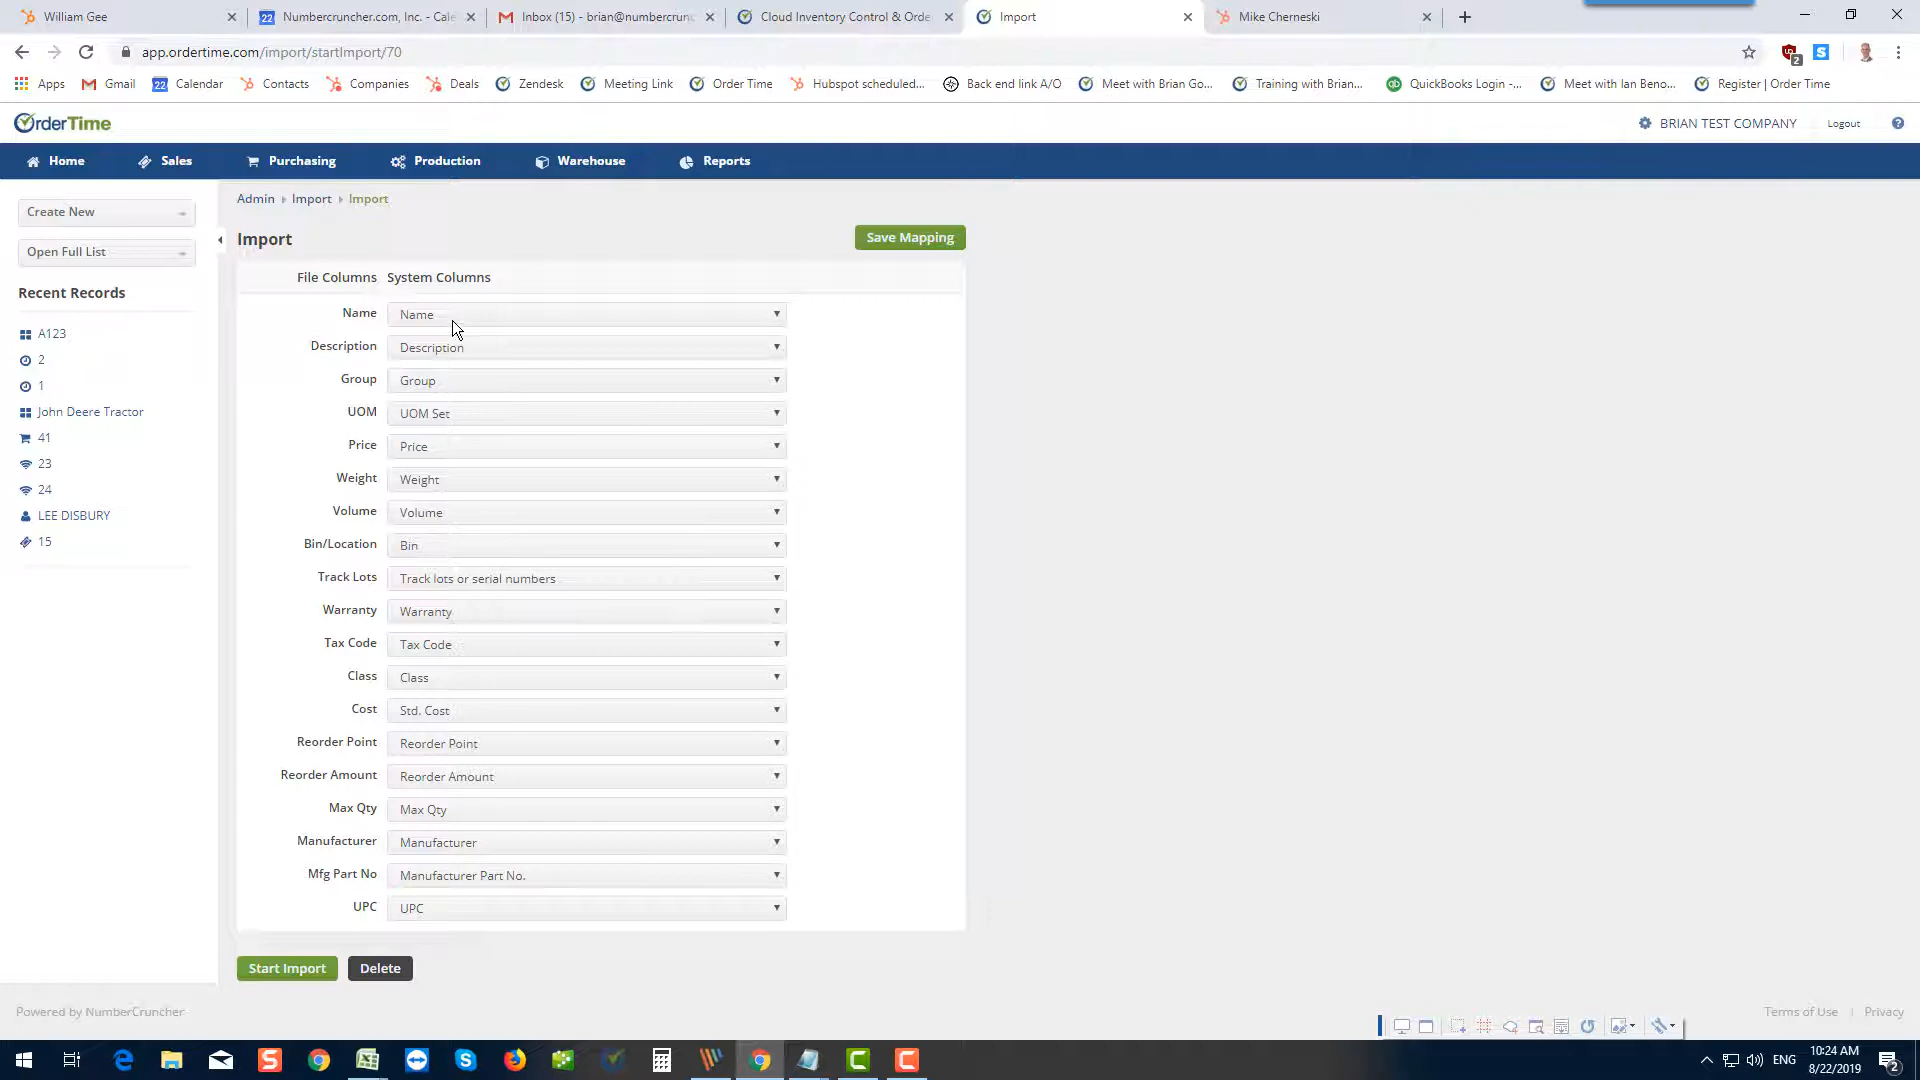 William Gee
Numbercruncher.com, Inc. - Cale
Inbox (15) - brian@numbercrunc
Cloud Inventory Control & Orde
Import
Mike Cherneski
app.ordertime.com/import/startImport/70
Apps
Gmail
Calendar
Contacts
Companies
Deals
Zendesk
Meeting Link
Order Time
Hubspot scheduled...
Back end link A/O
Meet with Brian Go...
Training with Brian...
QuickBooks Login -...
Meet with Ian Beno...
Register | Order Time
OrderTime
BRIAN TEST COMPANY
Logout
Home
Sales
Purchasing
Production
Warehouse
Reports
Create New
Open Full List
Recent Records
A123
2
1
John Deere Tractor
41
23
24
LEE DISBURY
15
Admin
Import
Import
Import
Save Mapping
File Columns System Columns
Name Name
Description Description
Group Group
UOM UOM Set
Price Price
Weight Weight
Volume Volume
Bin/Location Bin
Track Lots Track lots or serial numbers
Warranty Warranty
Tax Code Tax Code
Class Class
Cost Std. Cost
Reorder Point Reorder Point
Reorder Amount Reorder Amount
Max Qty Max Qty
Manufacturer Manufacturer
Mfg Part No Manufacturer Part No.
UPC UPC
Start Import
Delete
Powered by NumberCruncher
Terms of Use | Privacy
ENG
10:24 AM
8/22/2019